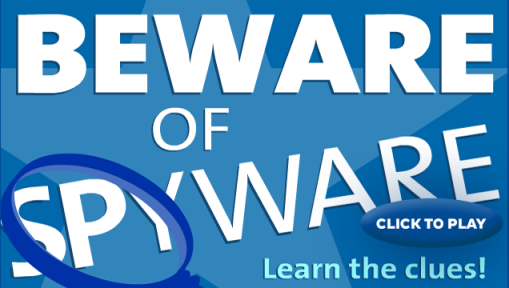 BEWARE
OF
SPYWARE
CLICK TO PLAY
Learn the clues!